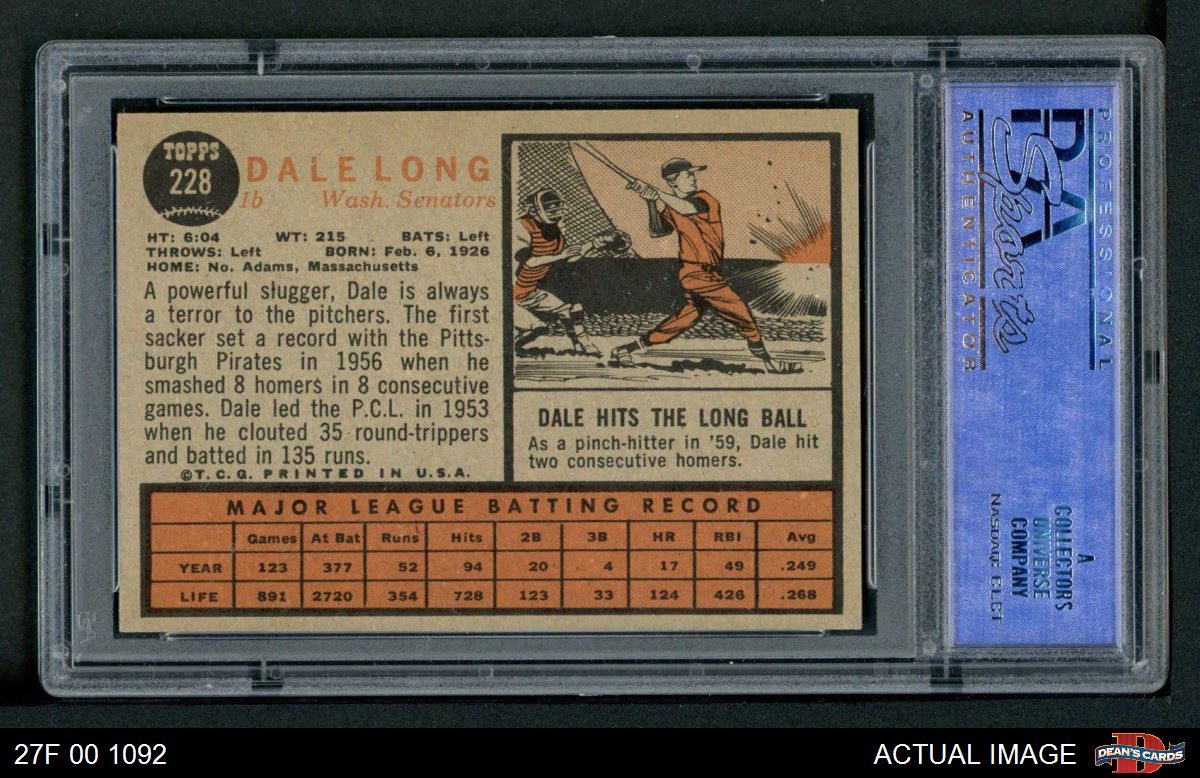 TOPPS
228
DALE LONG
1b Wash. Senators
HT: 6:04 WT: 215 BATS: Left
THROWS: Left BORN: Feb. 6, 1926
HOME: No. Adams, Massachusetts
A powerful slugger, Dale is always
a terror to the pitchers. The first
sacker set a record with the Pitts-
burgh Pirates in 1956 when he
smashed 8 homers in 8 consecutive
games. Dale led the P.C.L. in 1953
when he clouted 35 round-trippers
and batted in 135 runs.
©T.C.G. PRINTED IN U.S.A.
DALE HITS THE LONG BALL
As a pinch-hitter in '59, Dale hit
two consecutive homers.
MAJOR LEAGUE BATTING RECORD
Games At Bat Runs Hits 2B 3B HR RBI Avg
YEAR 123 377 52 94 20 4 17 49 .249
LIFE 891 2720 354 728 123 33 124 426 .268
PROFESSIONAL
PSA
Sports
AUTHENTICATOR
A
COLLECTORS
UNIVERSE
COMPANY
NASDAQ: CLCT
PSA
27F 00 1092
ACTUAL IMAGE
D
DEAN'S CARDS